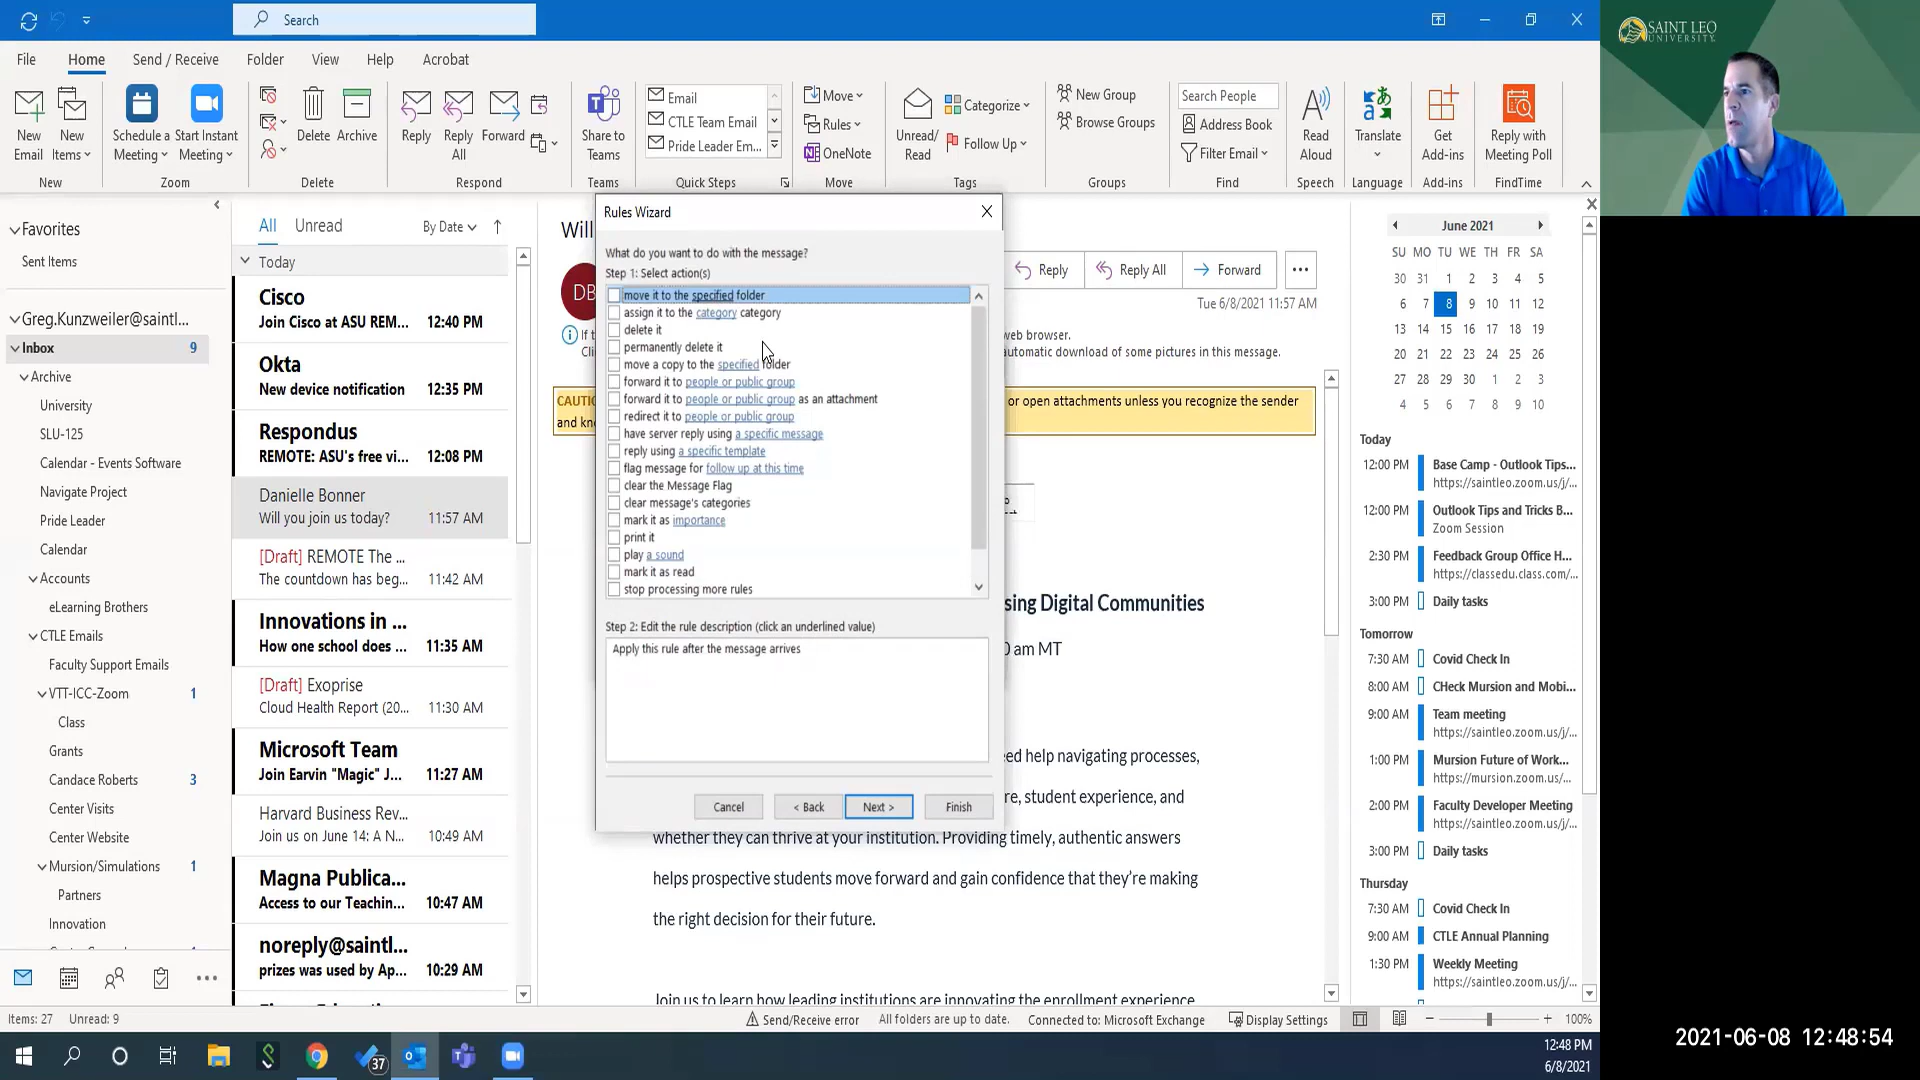 Search
SAINT LEO
UNIVERSITY
File
Home
Send / Receive
Folder
View
Help
Acrobat
New
Email
New
Items
Schedule a
Meeting
Start Instant
Meeting
Delete
Archive
Reply
Reply
All
Forward
Share to
Teams
Email
CTLE Team Email
Pride Leader Em...
Move
Rules
OneNote
Unread/
Read
Categorize
Follow Up
New Group
Browse Groups
Search People
Address Book
Filter Email
Read
Aloud
Translate
Get
Add-ins
Reply with
Meeting Poll
New
Zoom
Delete
Respond
Teams
Quick Steps
Move
Tags
Groups
Find
Speech
Language
Add-ins
FindTime
Favorites
Sent Items
Greg.Kunzweiler@saintl...
Inbox 9
Archive
University
SLU-125
Calendar - Events Software
Navigate Project
Pride Leader
Calendar
Accounts
eLearning Brothers
CTLE Emails
Faculty Support Emails
VTT-ICC-Zoom 1
Class
Grants
Candace Roberts 3
Center Visits
Center Website
Mursion/Simulations 1
Partners
Innovation
All Unread By Date
Today
Cisco
Join Cisco at ASU REM... 12:40 PM
Okta
New device notification 12:35 PM
Respondus
REMOTE: ASU's free vi... 12:08 PM
Danielle Bonner
Will you join us today? 11:57 AM
[Draft] REMOTE The ...
The countdown has beg... 11:42 AM
Innovations in ...
How one school does ... 11:35 AM
[Draft] Exoprise
Cloud Health Report (20... 11:30 AM
Microsoft Team
Join Earvin "Magic" J... 11:27 AM
Harvard Business Rev...
Join us on June 14: A N... 10:49 AM
Magna Publica...
Access to our Teachin... 10:47 AM
noreply@saintl...
prizes was used by Ap... 10:29 AM
Will
DB
If t
Cli
CAUTIO
and kn
Rules Wizard
What do you want to do with the message?
Step 1: Select action(s)
move it to the specified folder
assign it to the category category
delete it
permanently delete it
move a copy to the specified folder
forward it to people or public group
forward it to people or public group as an attachment
redirect it to people or public group
have server reply using a specific message
reply using a specific template
flag message for follow up at this time
clear the Message Flag
clear message's categories
mark it as importance
print it
play a sound
mark it as read
stop processing more rules
Step 2: Edit the rule description (click an underlined value)
Apply this rule after the message arrives
Cancel
< Back
Next >
Finish
Reply
Reply All
Forward
Tue 6/8/2021 11:57 AM
web browser.
automatic download of some pictures in this message.
or open attachments unless you recognize the sender
sing Digital Communities
0 am MT
ed help navigating processes,
re, student experience, and
whether they can thrive at your institution. Providing timely, authentic answers
helps prospective students move forward and gain confidence that they're making
the right decision for their future.
Join us to learn how leading institutions are innovating the enrollment experience
June 2021
SU MO TU WE TH FR SA
30 31 1 2 3 4 5
6 7 8 9 10 11 12
13 14 15 16 17 18 19
20 21 22 23 24 25 26
27 28 29 30 1 2 3
4 5 6 7 8 9 10
Today
12:00 PM Base Camp - Outlook Tips...
https://saintleo.zoom.us/j/...
12:00 PM Outlook Tips and Tricks B...
Zoom Session
2:30 PM Feedback Group Office H...
https://classedu.class.com/...
3:00 PM Daily tasks
Tomorrow
7:30 AM Covid Check In
8:00 AM CHeck Mursion and Mobi...
9:00 AM Team meeting
https://saintleo.zoom.us/j/...
1:00 PM Mursion Future of Work...
https://mursion.zoom.us/...
2:00 PM Faculty Developer Meeting
https://saintleo.zoom.us/j/...
3:00 PM Daily tasks
Thursday
7:30 AM Covid Check In
9:00 AM CTLE Annual Planning
1:30 PM Weekly Meeting
https://saintleo.zoom.us/j/...
Items: 27 Unread: 9
Send/Receive error
All folders are up to date.
Connected to: Microsoft Exchange
Display Settings
100%
37
12:48 PM
6/8/2021
2021-06-08 12:48:54